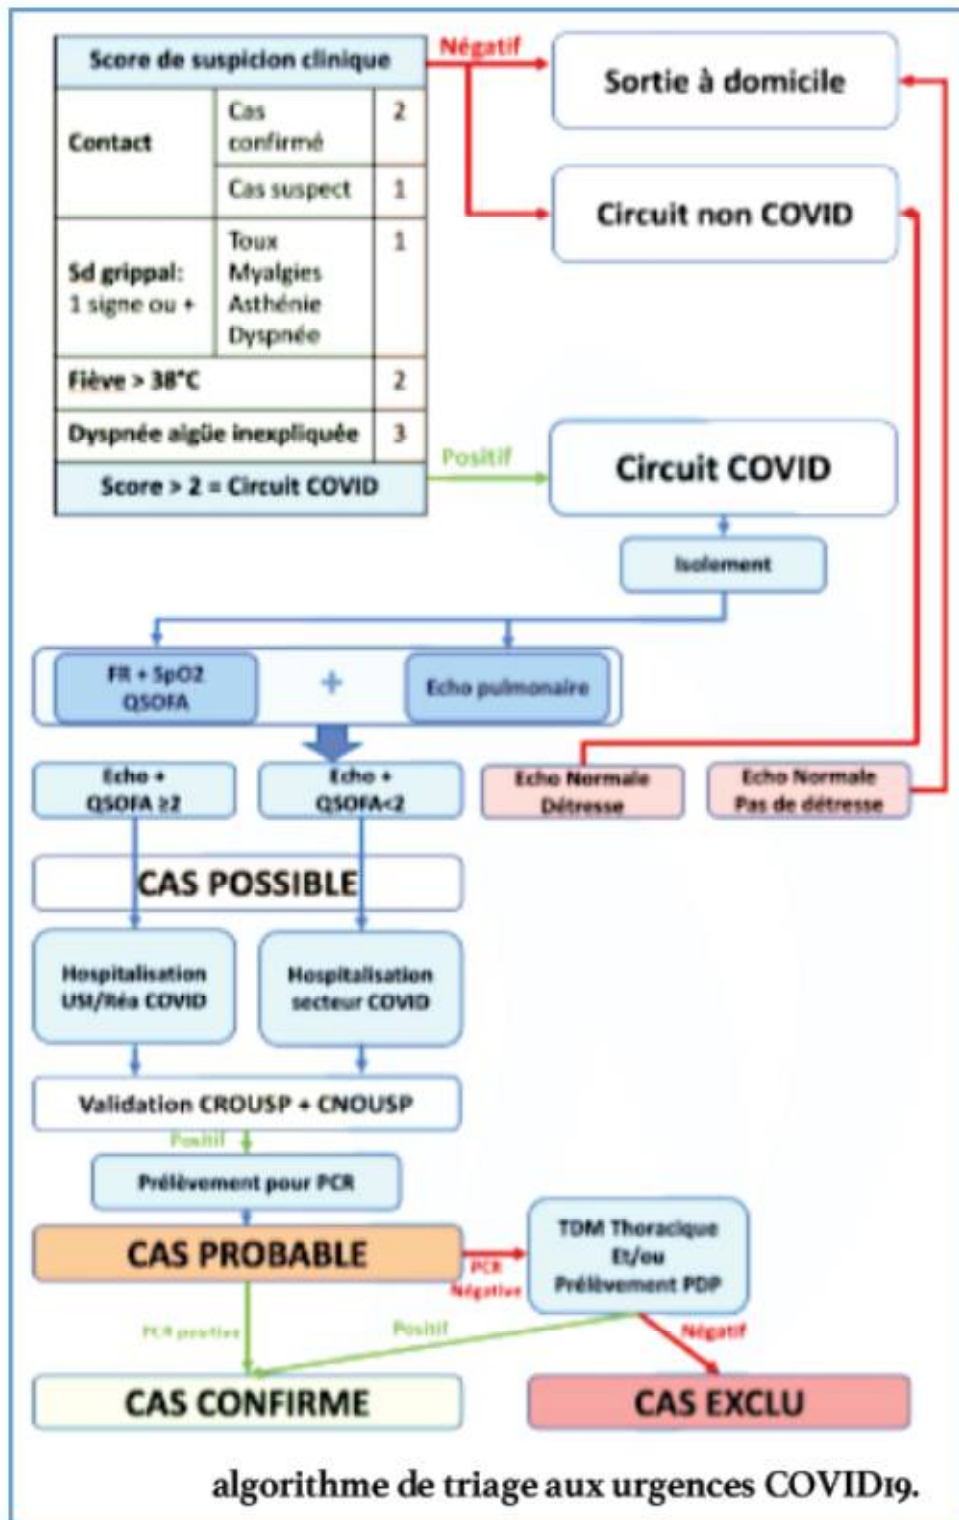 Score de suspicion clinique
Contact
Cas
confirmé
2
Cas suspect
1
Sd grippal:
1 signe ou +
Toux
Myalgies
Asthénie
Dyspnée
1
Fiève > 38°C
2
Dyspnée aigüe inexpliquée
3
Score > 2 = Circuit COVID
Négatif
Sortie à domicile
Circuit non COVID
Positif
Circuit COVID
Isolement
FR + SpO2
QSOFA
+
Echo pulmonaire
Echo +
QSOFA ≥2
Echo +
QSOFA<2
Echo Normale
Détresse
Echo Normale
Pas de détresse
CAS POSSIBLE
Hospitalisation
USI/Réa COVID
Hospitalisation
secteur COVID
Validation CROUSP + CNOUSP
Positif
Prélèvement pour PCR
CAS PROBABLE
PCR
Négative
TDM Thoracique
Et/ou
Prélèvement PDP
PCR positive
Positif
Négatif
CAS CONFIRME
CAS EXCLU
algorithme de triage aux urgences COVID19.